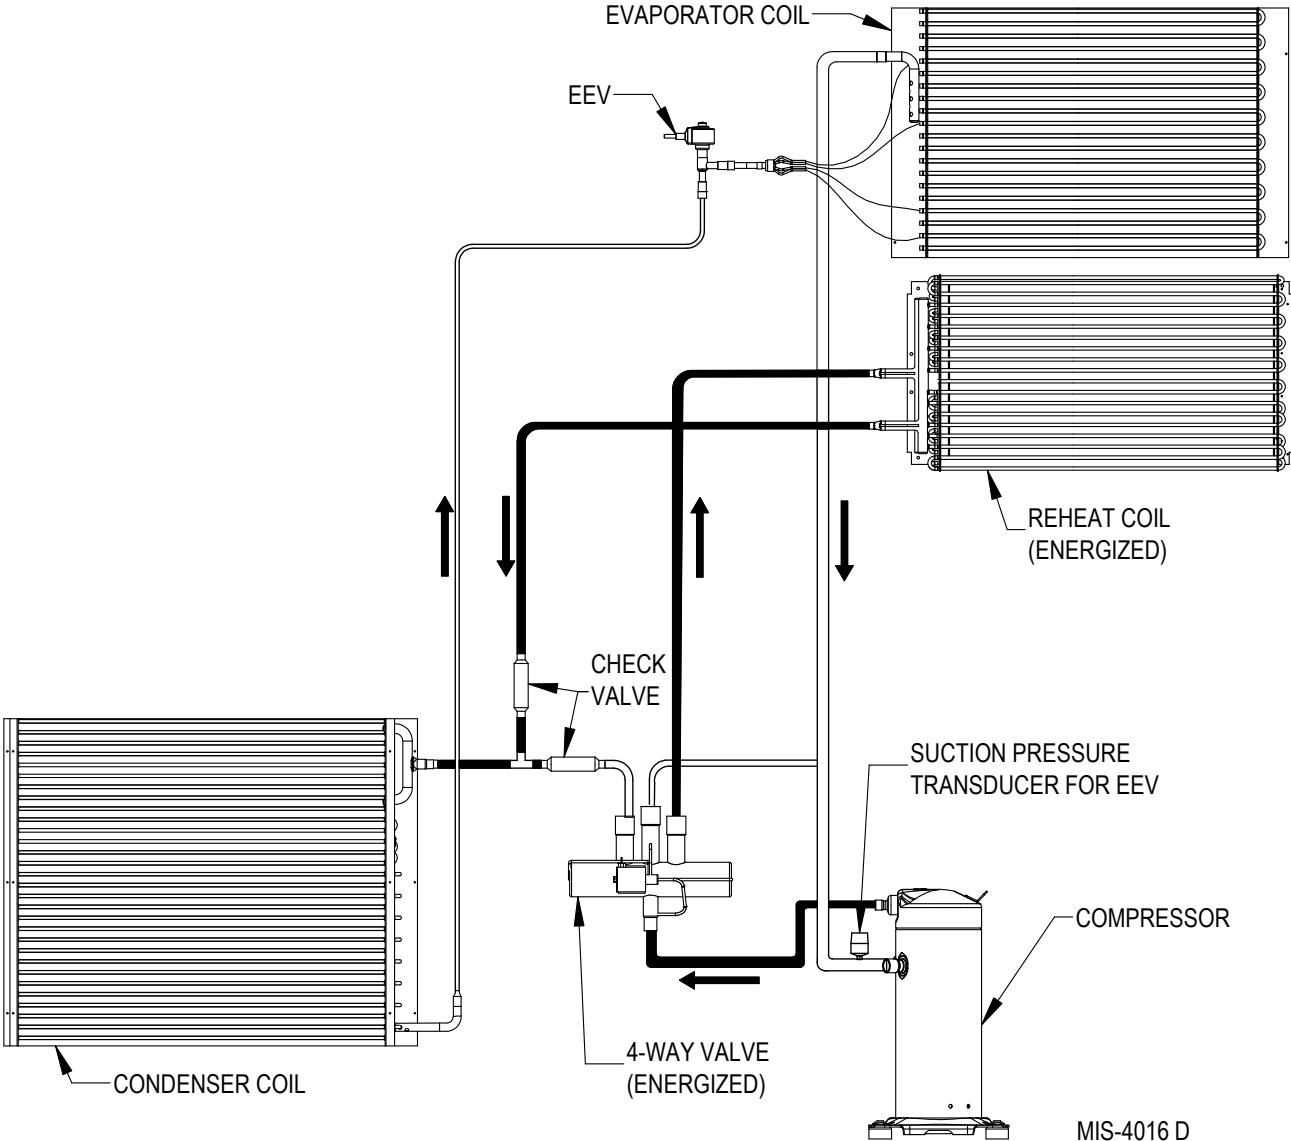 EVAPORATOR COIL
EEV
REHEAT COIL
(ENERGIZED)
CHECK
VALVE
SUCTION PRESSURE
TRANSDUCER FOR EEV
COMPRESSOR
4-WAY VALVE
(ENERGIZED)
CONDENSER COIL
MIS-4016 D